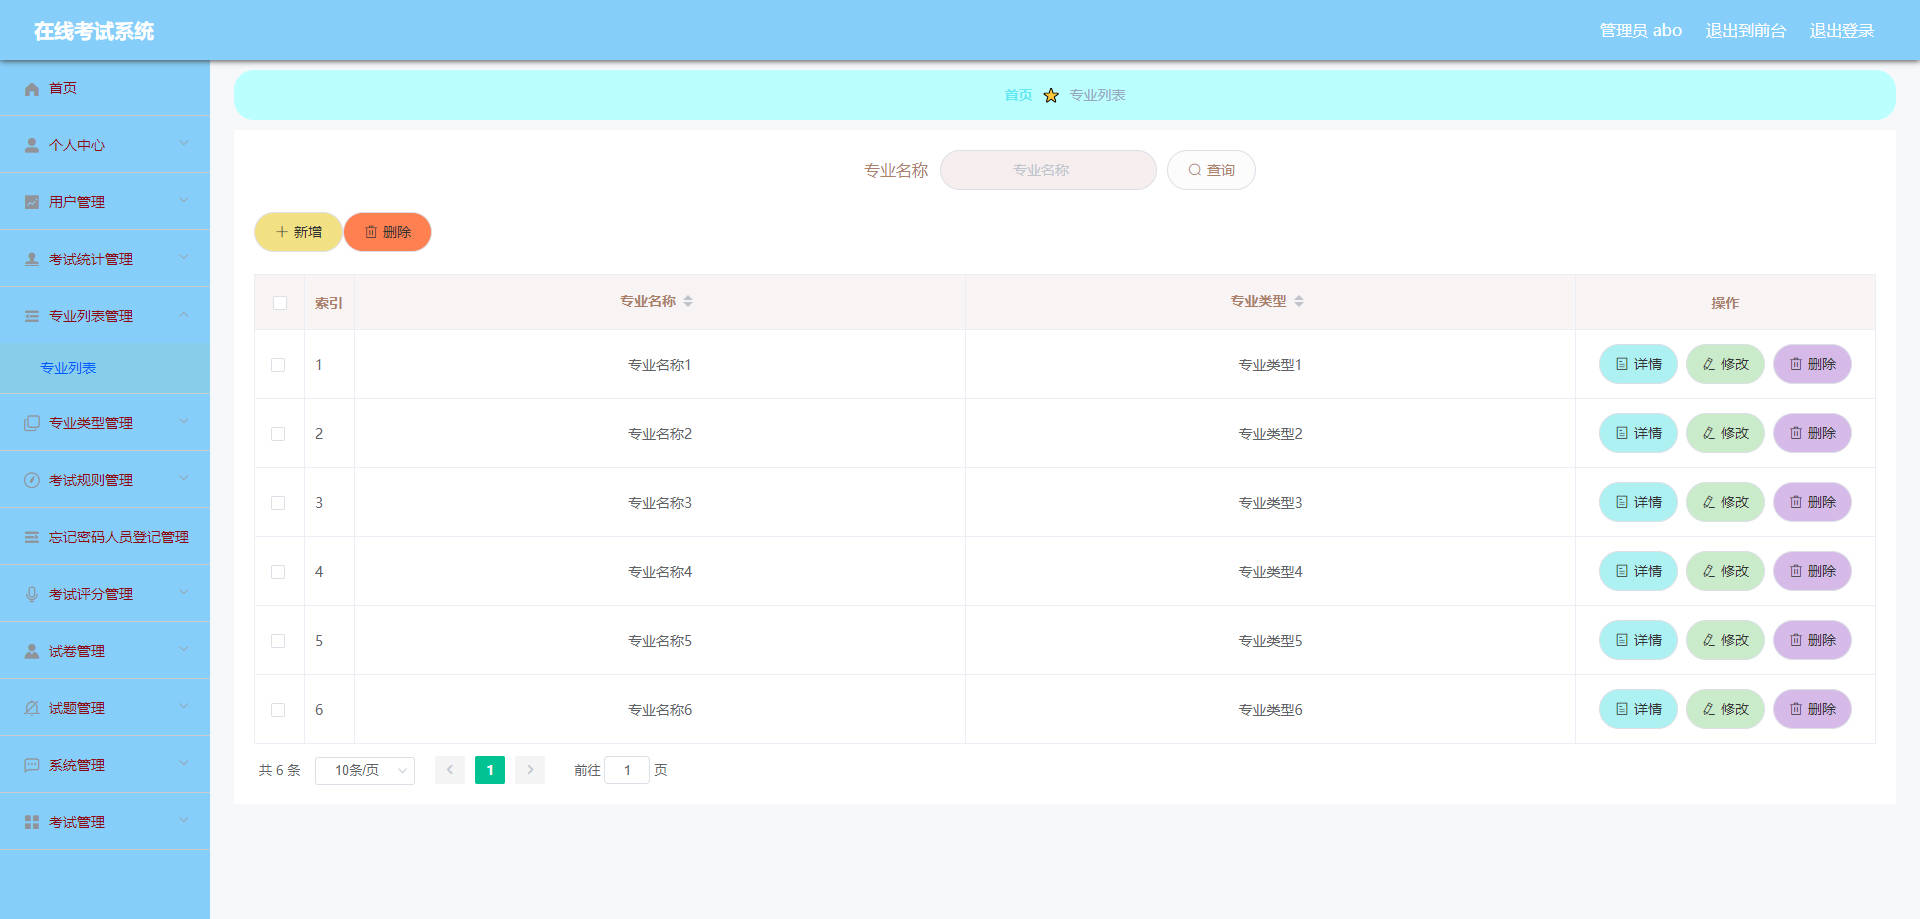 在线考试系统
管理员 abo 退出到前台 退出登录
首页
个人中心
用户管理
考试统计管理
专业列表管理
专业列表
专业类型管理
考试规则管理
忘记密码人员登记管理
考试评分管理
试卷管理
试题管理
系统管理
考试管理
首页 专业列表
专业名称 专业名称 查询
新增 删除
索引 专业名称 专业类型 操作
1 专业名称1 专业类型1 详情 修改 删除
2 专业名称2 专业类型2 详情 修改 删除
3 专业名称3 专业类型3 详情 修改 删除
4 专业名称4 专业类型4 详情 修改 删除
5 专业名称5 专业类型5 详情 修改 删除
6 专业名称6 专业类型6 详情 修改 删除
共 6 条 10条/页 1 前往 1 页